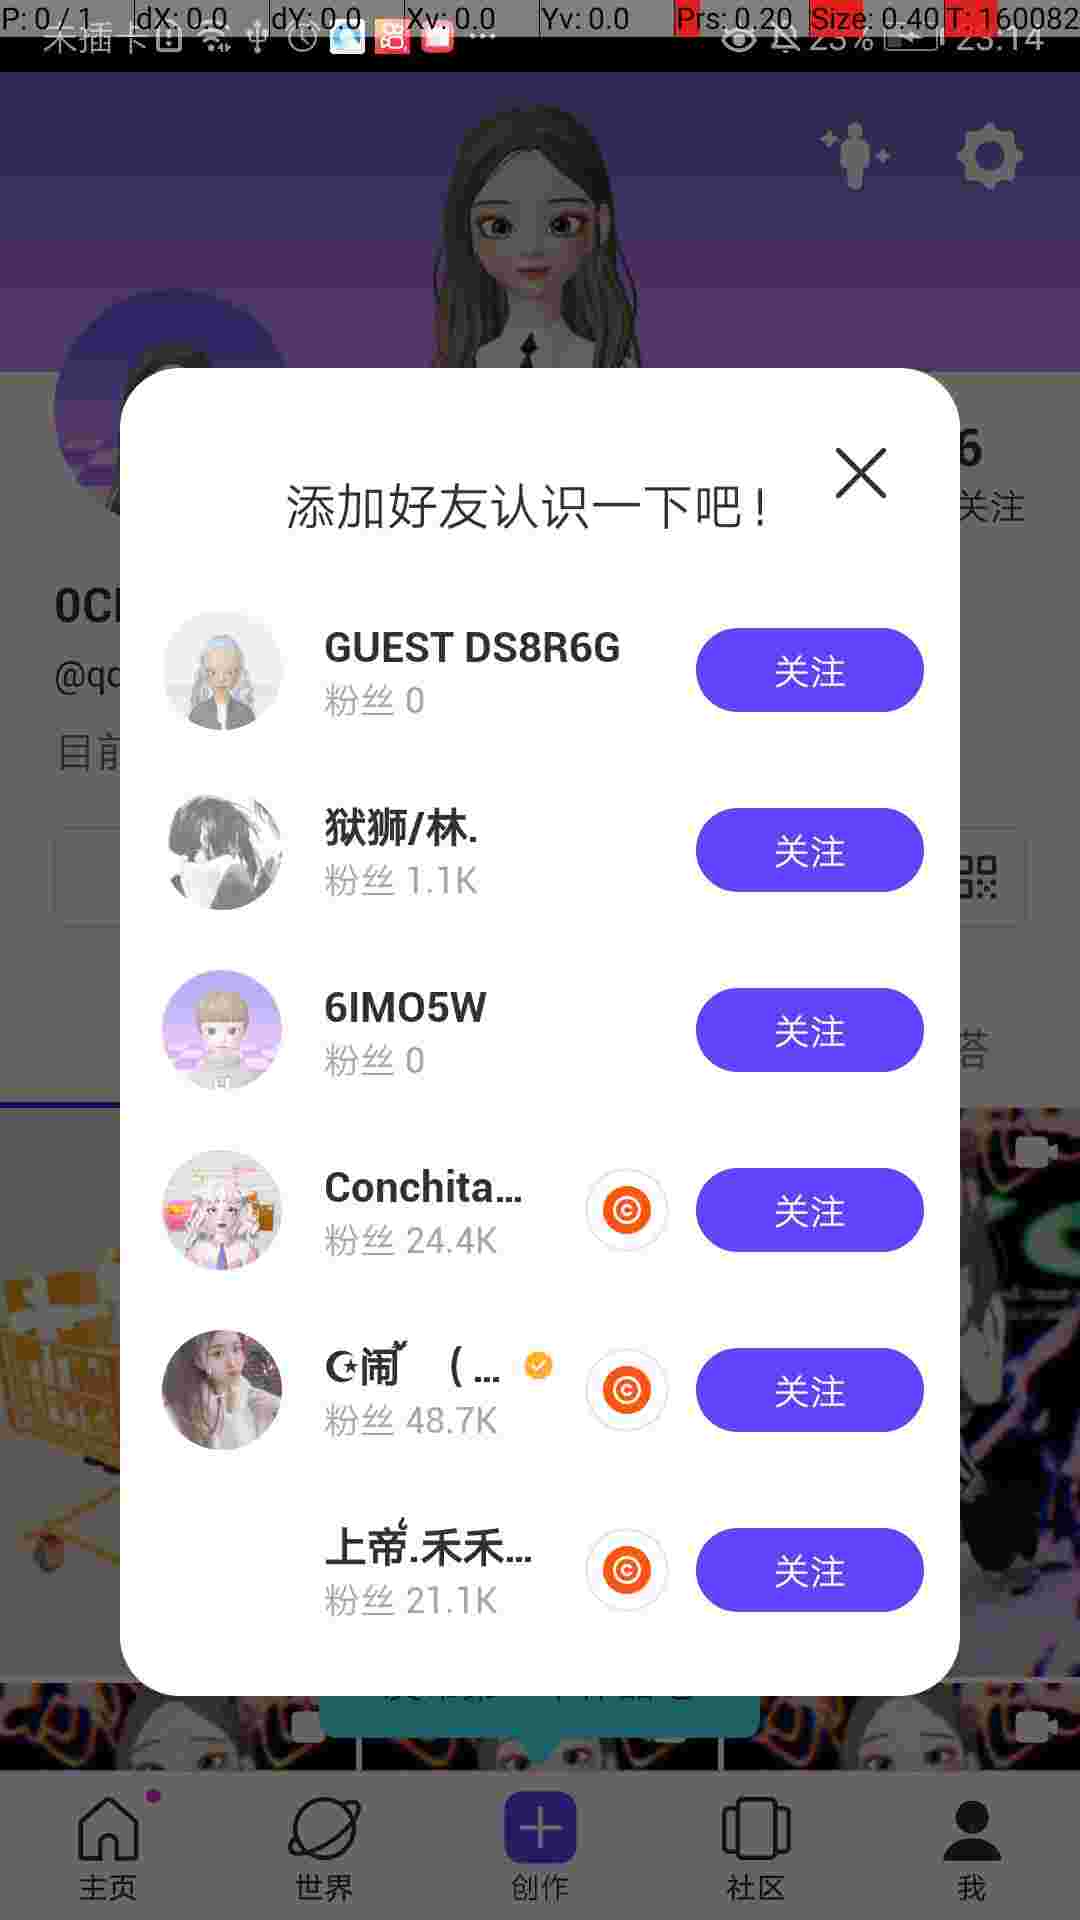 P: 0 / 1 dX: 0.0 dY: 0.0 Xv: 0.0 Yv: 0.0 Prs: 0.20 Size: 0.40 T: 160082
未插卡 23% 23:14
6
关注
添加好友认识一下吧!
0C
@qc
目前
GUEST DS8R6G
粉丝 0
关注
狱狮/林.
粉丝 1.1K
关注
6IMO5W
粉丝 0
关注
答
Conchita...
粉丝 24.4K
关注
☪闹 ( ...
粉丝 48.7K
关注
上帝.禾禾...
粉丝 21.1K
关注
主页
世界
创作
社区
我